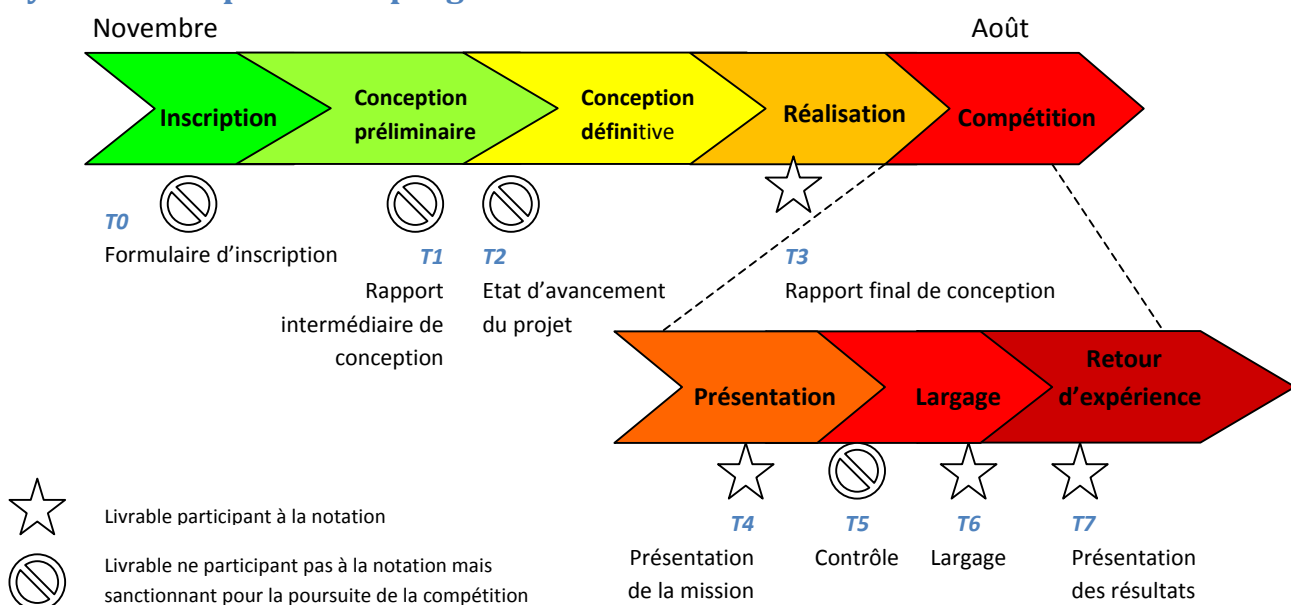 Novembre
Août
Inscription
Conception
préliminaire
Conception
définitive
Réalisation
Compétition
T0
Formulaire d'inscription
T1
Rapport
intermédiaire de
conception
T2
Etat d'avancement
du projet
T3
Rapport final de conception
Présentation
Largage
Retour
d'expérience
T4
Présentation
de la mission
T5
Contrôle
T6
Largage
T7
Présentation
des résultats
Livrable participant à la notation
Livrable ne participant pas à la notation mais
sanctionnant pour la poursuite de la compétition